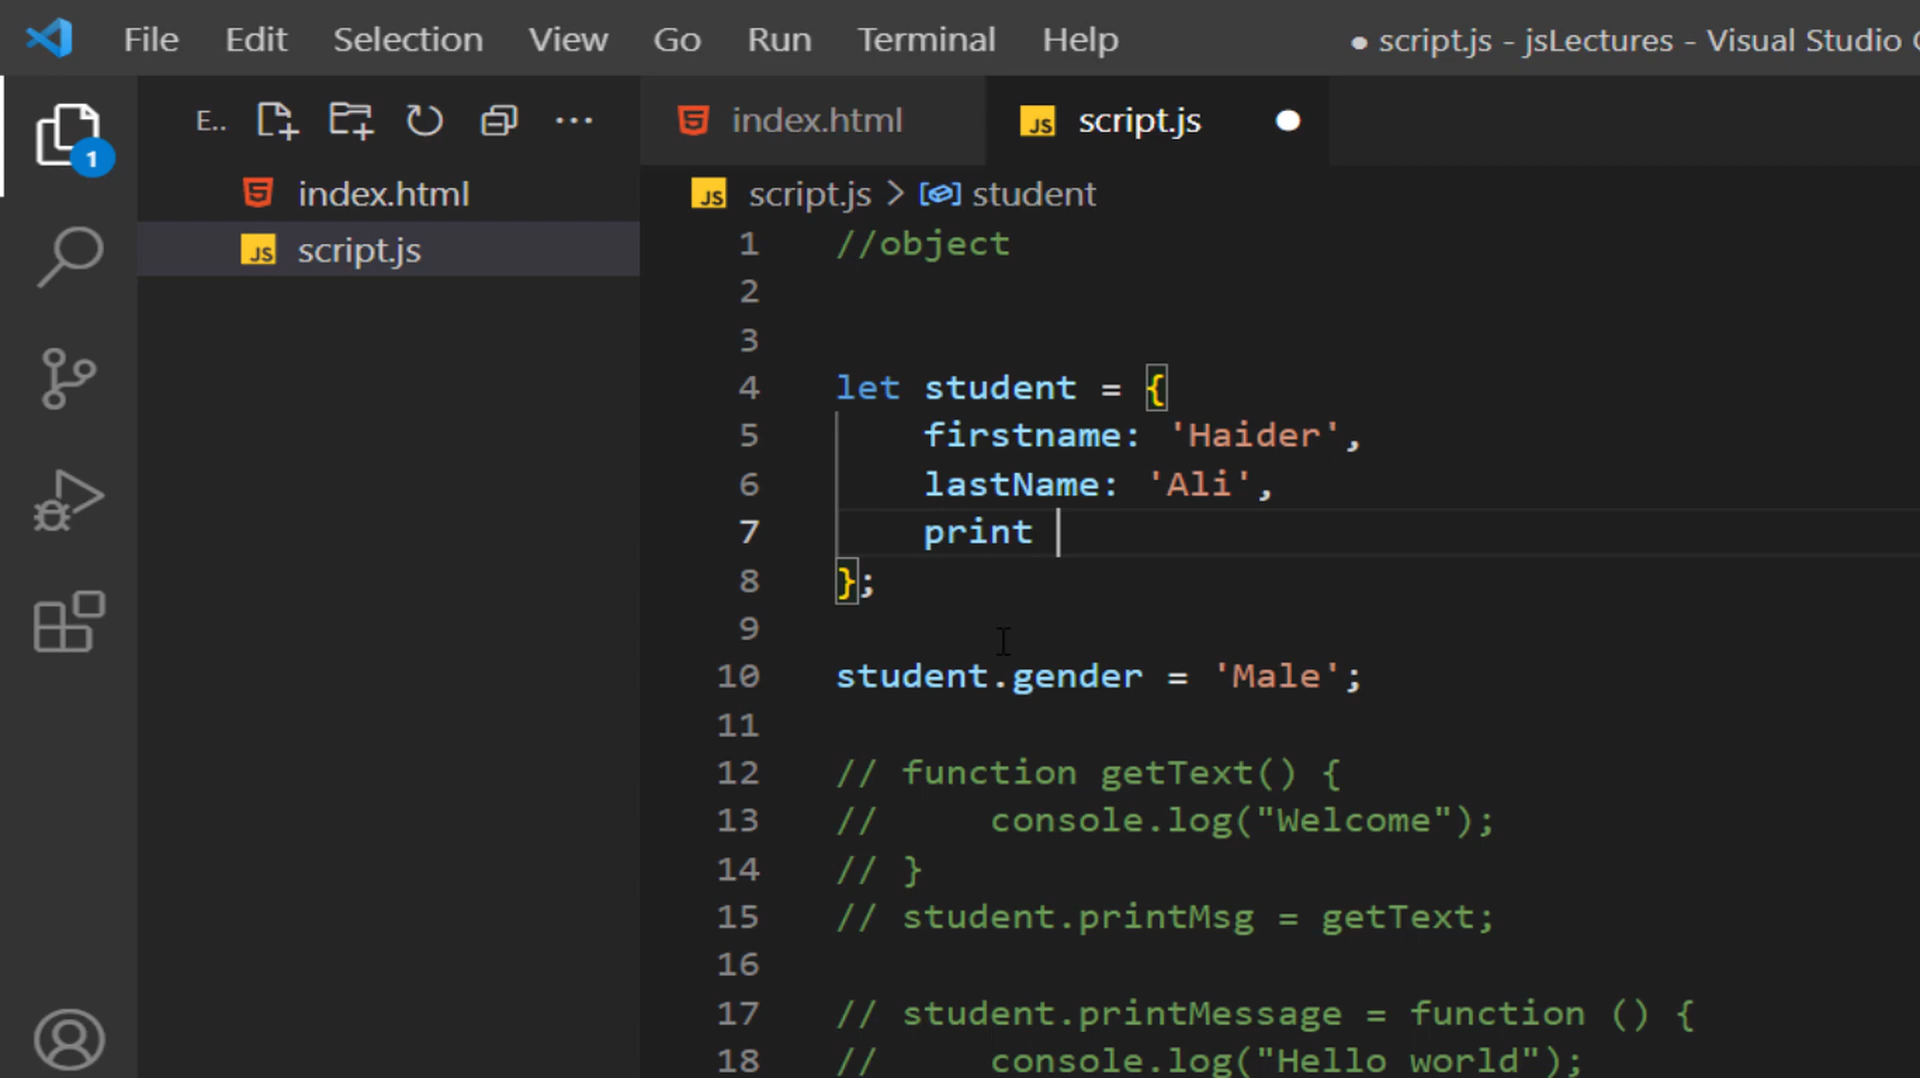 File Edit Selection View Go Run Terminal Help ● script.js - jsLectures - Visual Studio
E..
index.html
script.js
1
index.html script.js
script.js > student
1 //object
2
3
4 let student = {
5 firstname: 'Haider',
6 lastName: 'Ali',
7 print
8 };
9
10 student.gender = 'Male';
11
12 // function getText() {
13 // console.log("Welcome");
14 // }
15 // student.printMsg = getText;
16
17 // student.printMessage = function () {
18 // console.log("Hello world");